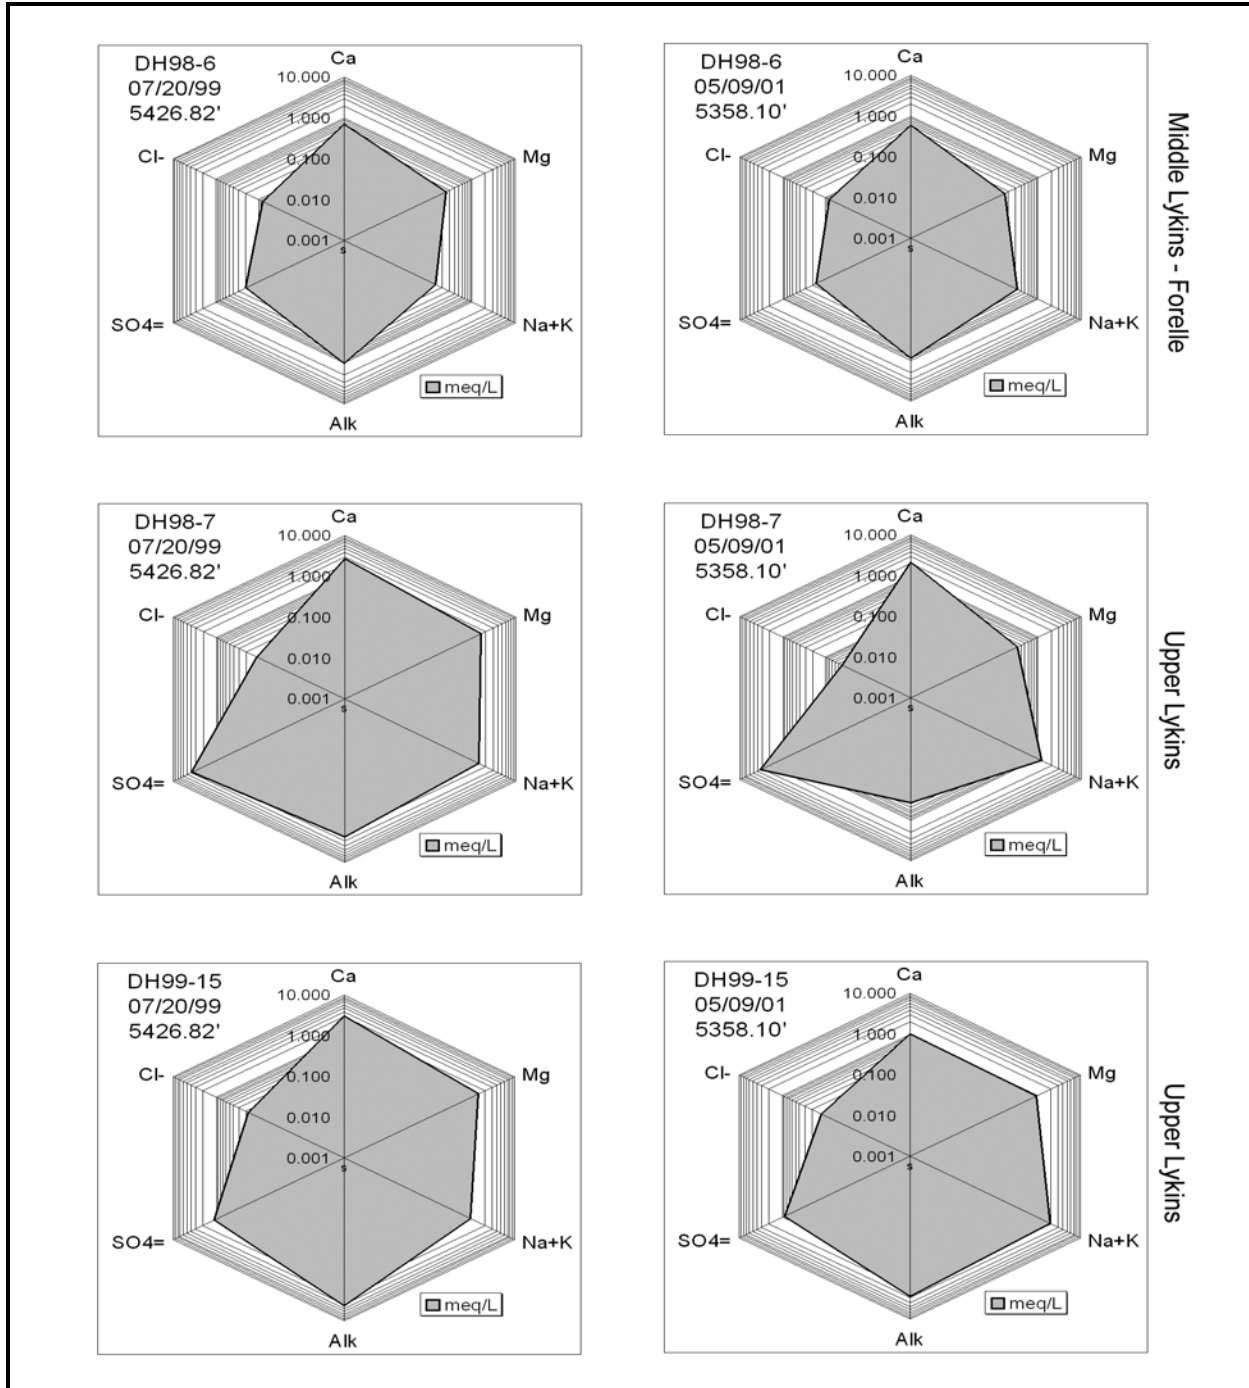 DH98-6
07/20/99
5426.82'
Ca
10.000
1.000
0.100
0.010
0.001
s
Cl-
Mg
SO4=
Na+K
Alk
meq/L
DH98-6
05/09/01
5358.10'
Ca
10.000
1.000
0.100
0.010
0.001
s
Cl-
Mg
SO4=
Na+K
Alk
meq/L
Middle Lykins - Forelle
DH98-7
07/20/99
5426.82'
Ca
10.000
1.000
0.100
0.010
0.001
s
Cl-
Mg
SO4=
Na+K
Alk
meq/L
DH98-7
05/09/01
5358.10'
Ca
10.000
1.000
0.100
0.010
0.001
s
Cl-
Mg
SO4=
Na+K
Alk
meq/L
Upper Lykins
DH99-15
07/20/99
5426.82'
Ca
10.000
1.000
0.100
0.010
0.001
s
Cl-
Mg
SO4=
Na+K
Alk
meq/L
DH99-15
05/09/01
5358.10'
Ca
10.000
1.000
0.100
0.010
0.001
s
Cl-
Mg
SO4=
Na+K
Alk
meq/L
Upper Lykins